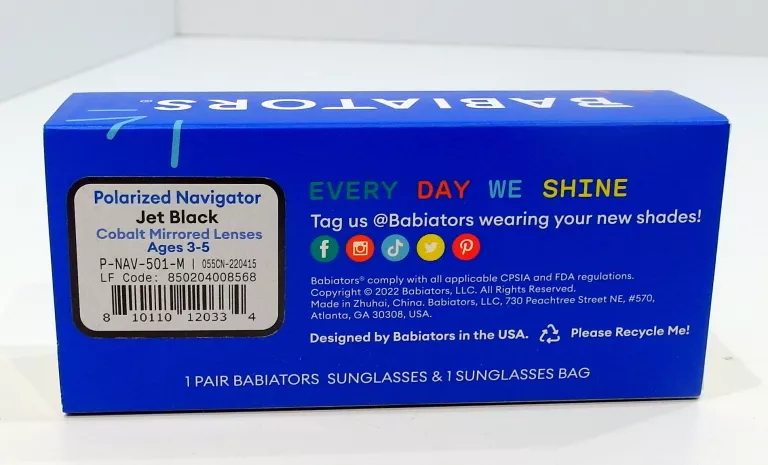 BABIATORS®
Polarized Navigator
Jet Black
Cobalt Mirrored Lenses
Ages 3-5
P-NAV-501-M | 055CN-220415
LF Code: 850204008568
8 10110 12033 4
EVERY DAY WE SHINE
Tag us @Babiators wearing your new shades!
Babiators® comply with all applicable CPSIA and FDA regulations.
Copyright © 2022 Babiators, LLC. All Rights Reserved.
Made in Zhuhai, China. Babiators, LLC, 730 Peachtree Street NE, #570,
Atlanta, GA 30308, USA.
Designed by Babiators in the USA. Please Recycle Me!
1 PAIR BABIATORS SUNGLASSES & 1 SUNGLASSES BAG